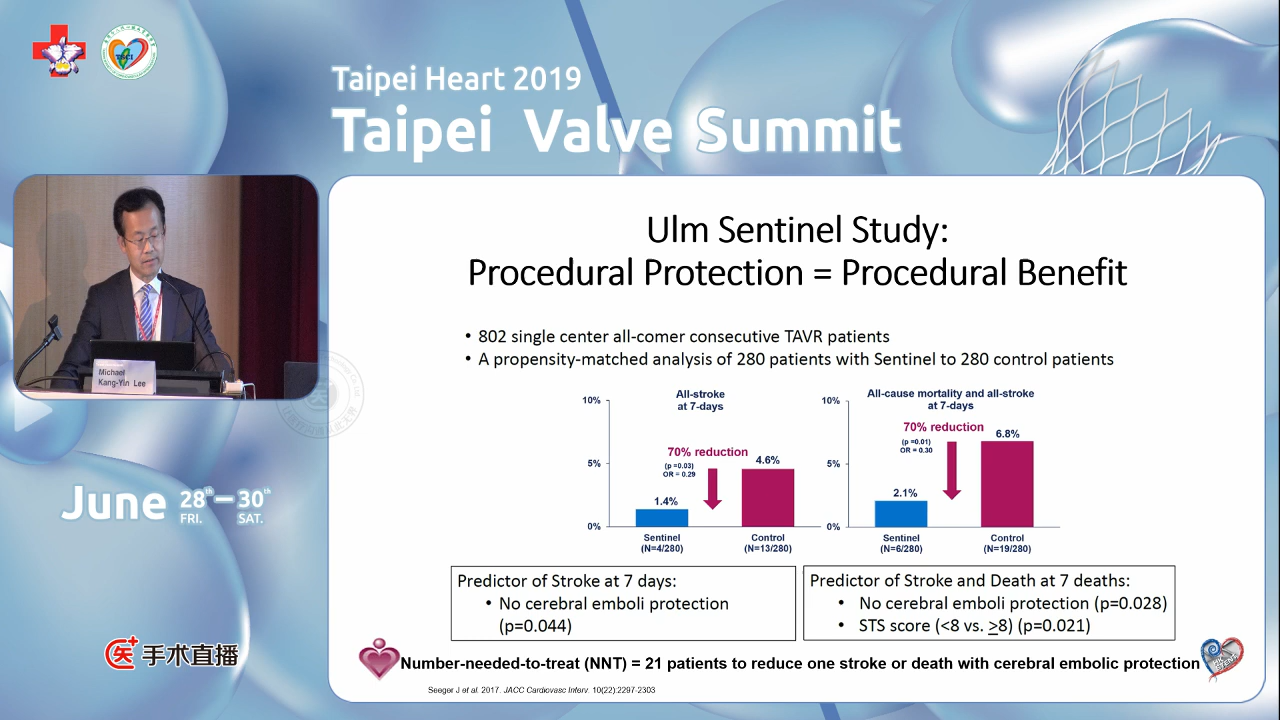 Taipei Heart 2019
Taipei Valve Summit
Michael
Kang-Yin Lee
June 28th – 30th
FRI. SAT.
手术直播
Ulm Sentinel Study:
Procedural Protection = Procedural Benefit
• 802 single center all-comer consecutive TAVR patients
• A propensity-matched analysis of 280 patients with Sentinel to 280 control patients
All-stroke
at 7-days
10%
5%
0%
70% reduction
(p =0.03)
OR = 0.29
1.4%
4.6%
Sentinel
(N=4/280)
Control
(N=13/280)
All-cause mortality and all-stroke
at 7-days
10%
5%
0%
70% reduction
(p =0.01)
OR = 0.30
2.1%
6.8%
Sentinel
(N=6/280)
Control
(N=19/280)
Predictor of Stroke at 7 days:
• No cerebral emboli protection
(p=0.044)
Predictor of Stroke and Death at 7 deaths:
• No cerebral emboli protection (p=0.028)
• STS score (<8 vs. >8) (p=0.021)
Number-needed-to-treat (NNT) = 21 patients to reduce one stroke or death with cerebral embolic protection
Seeger J et al. 2017. JACC Cardiovasc Interv. 10(22):2297-2303